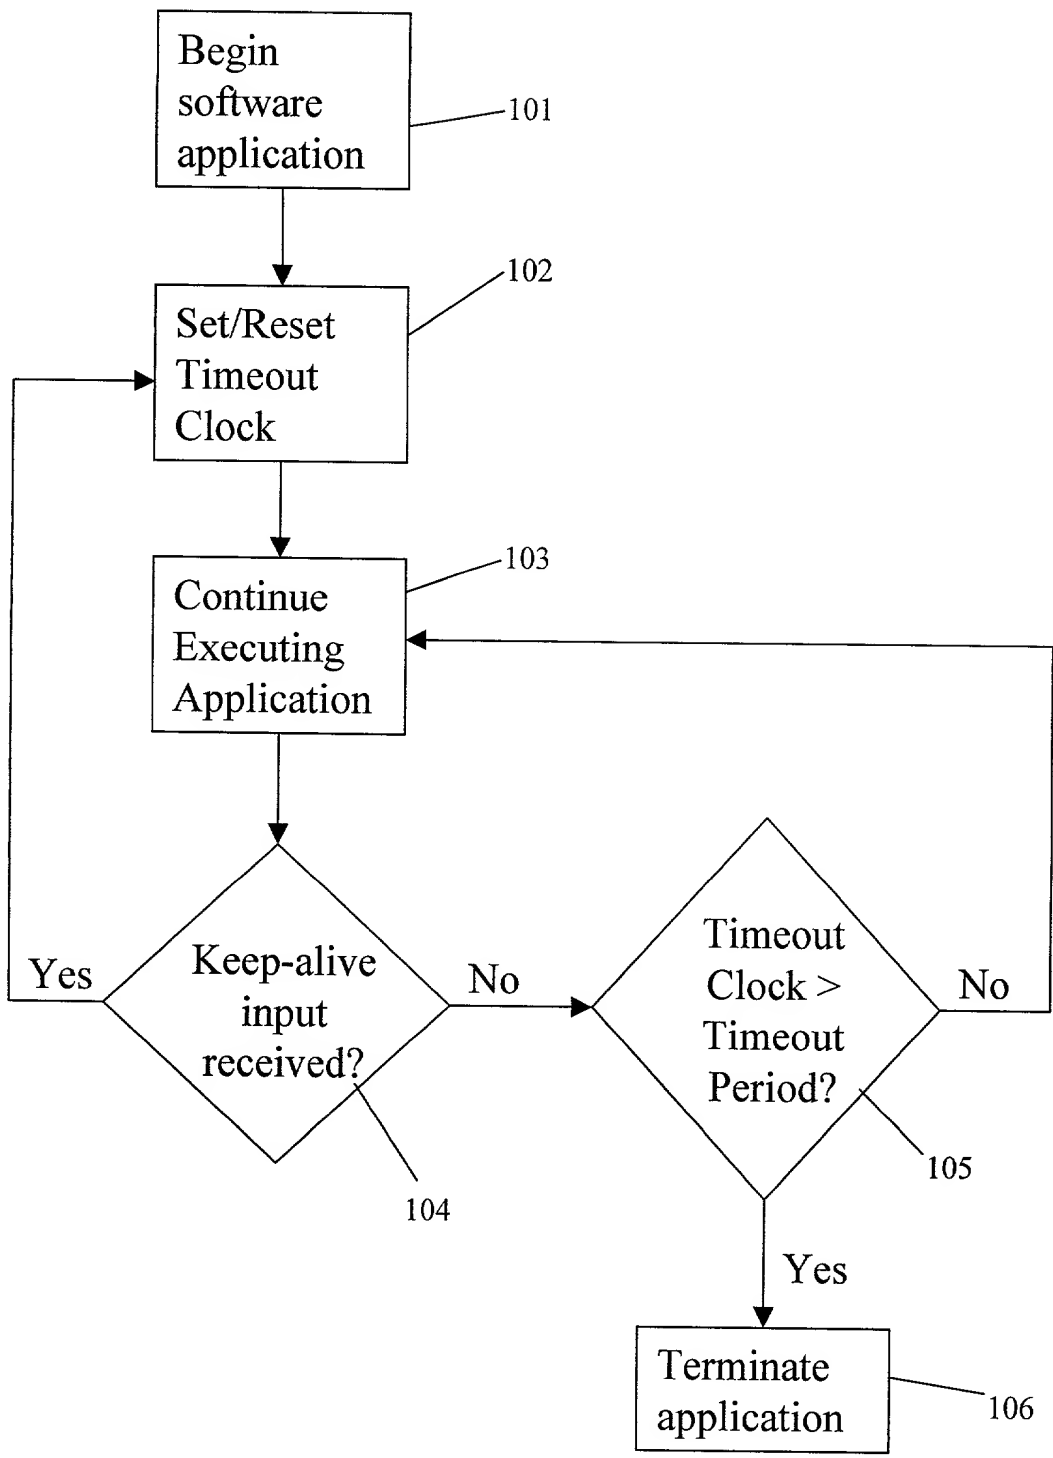 Begin
software
application
101
102
Set/Reset
Timeout
Clock
103
Continue
Executing
Application
Keep-alive
input
received?
Yes
No
104
Timeout
Clock >
Timeout
Period?
No
105
Yes
Terminate
application
106